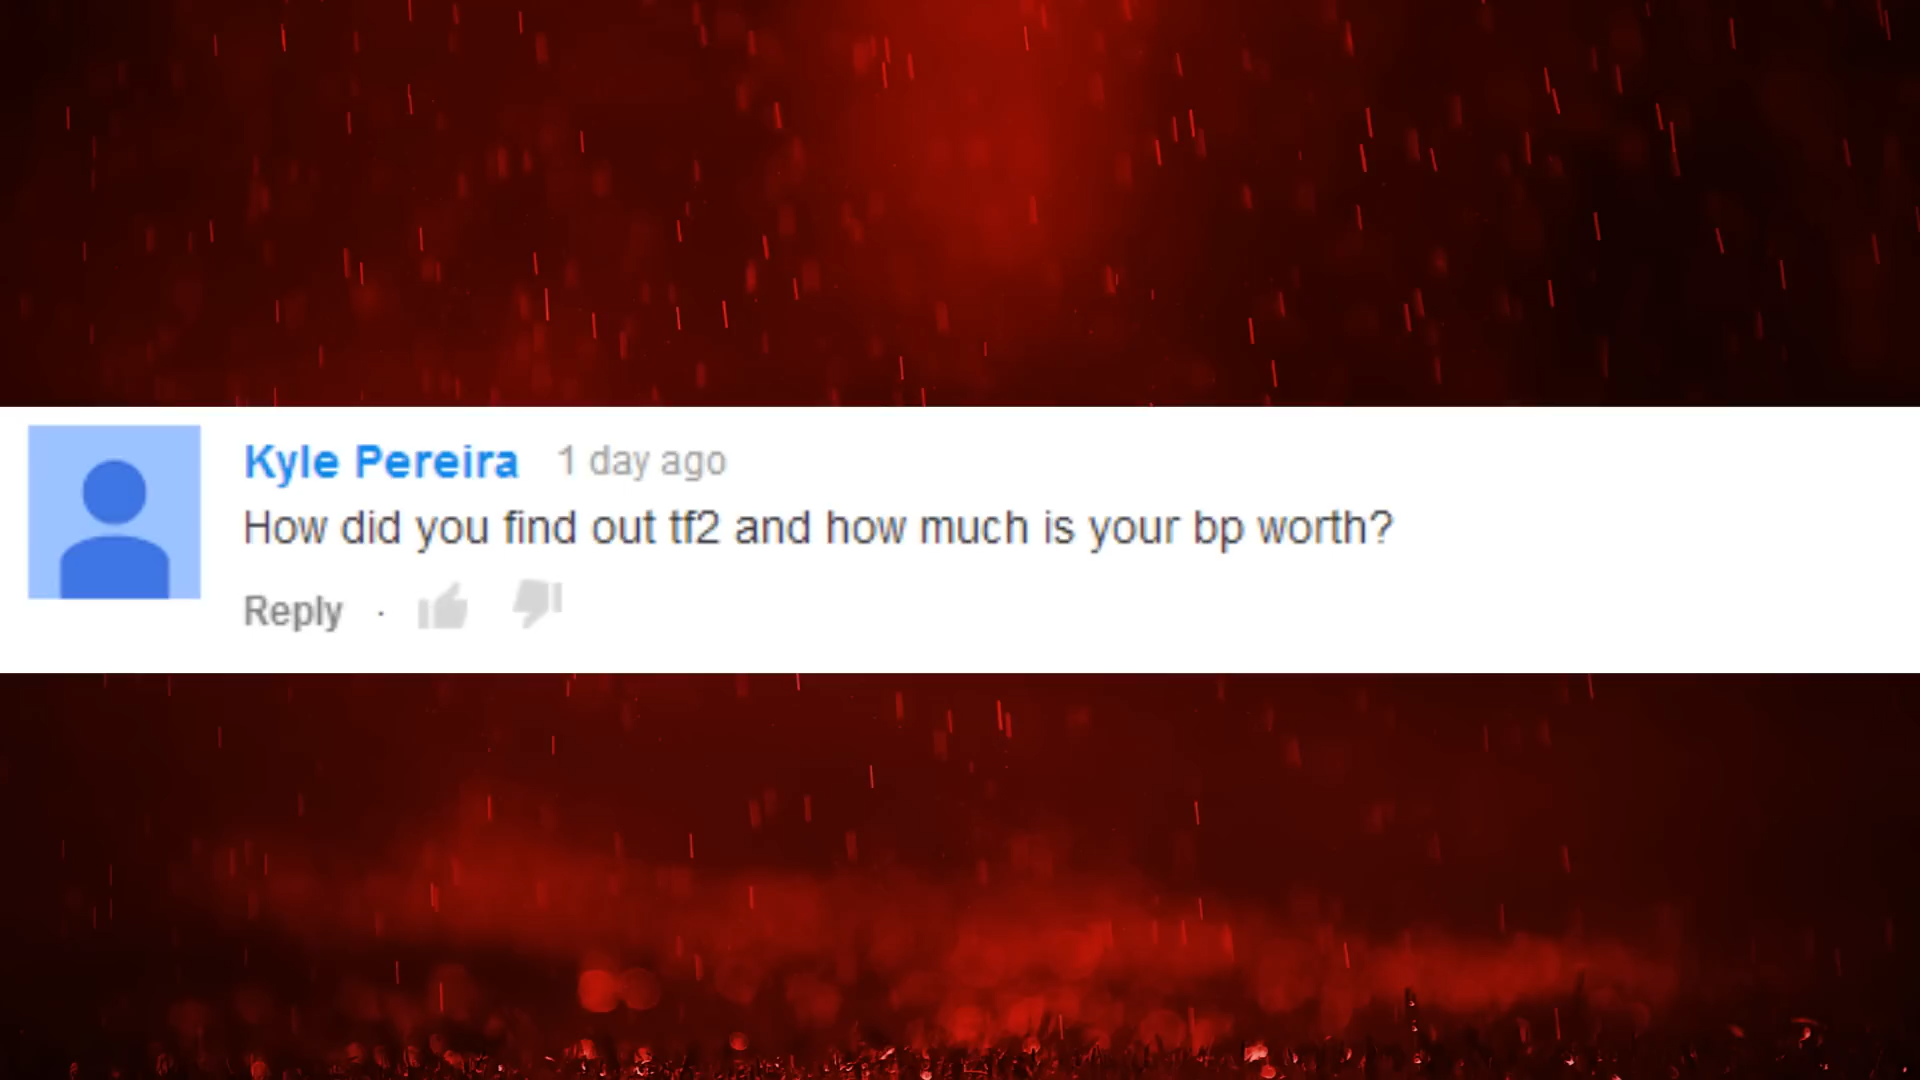 Kyle Pereira 1 day ago
How did you find out tf2 and how much is your bp worth?
Reply ·